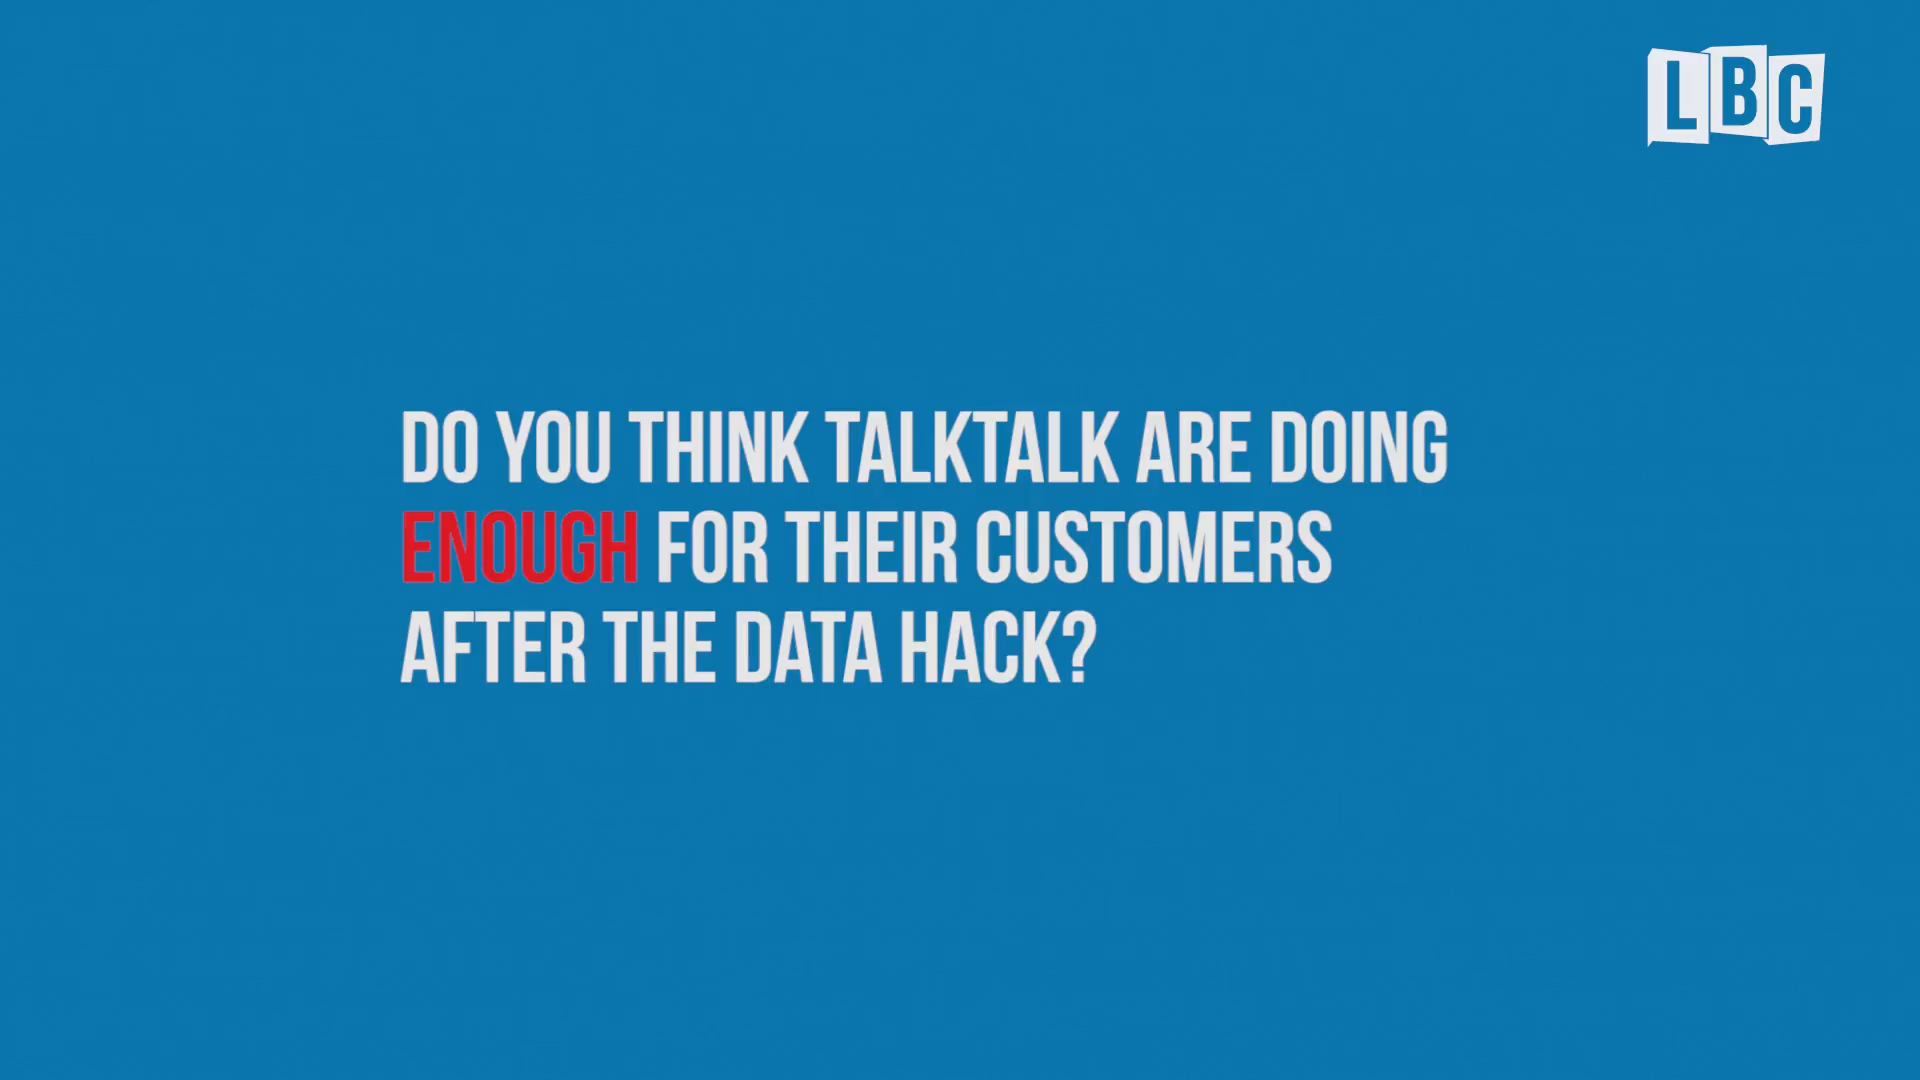 LBC
DO YOU THINK TALKTALK ARE DOING
ENOUGH FOR THEIR CUSTOMERS
AFTER THE DATA HACK?